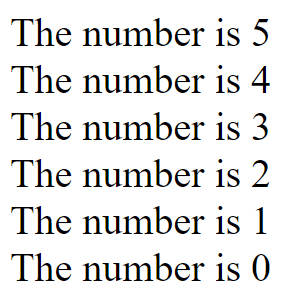 The number is 5
The number is 4
The number is 3
The number is 2
The number is 1
The number is 0